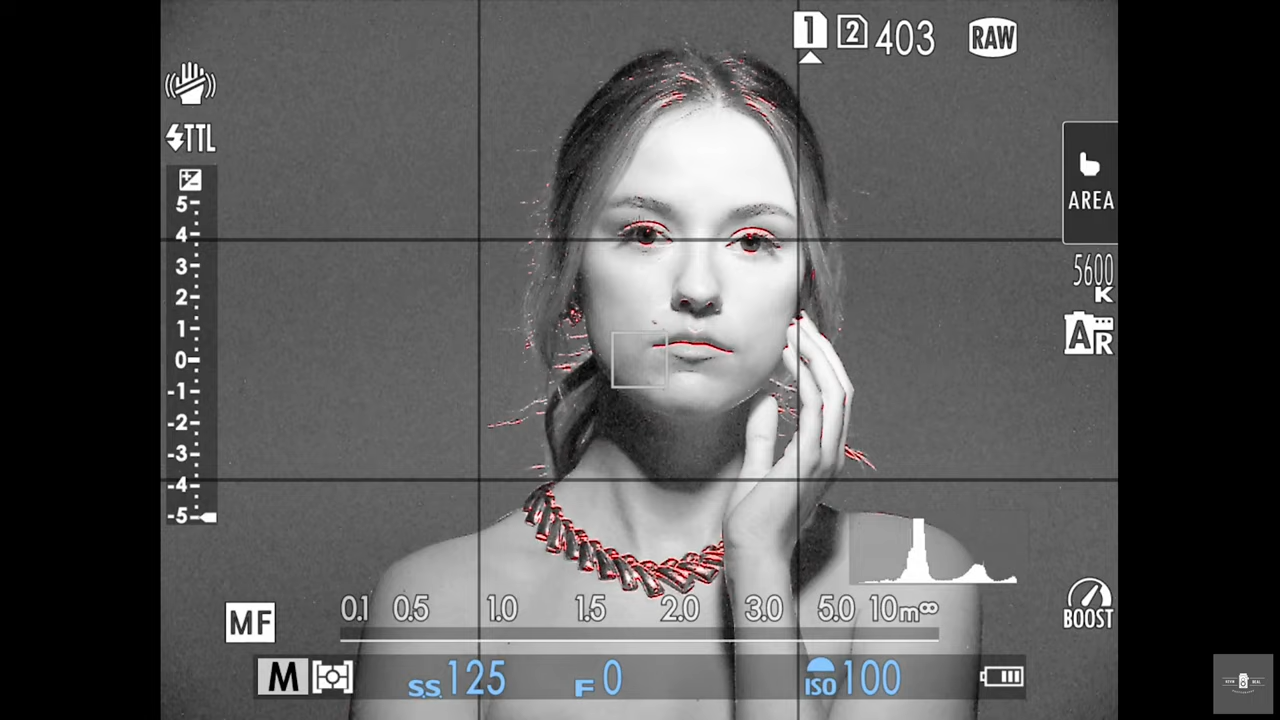 1 2 403 RAW
TTL
5
4
3
2
1
0
-1
-2
-3
-4
-5
AREA
5600
K
AR
BOOST
MF
0.1 0.5 1.0 1.5 2.0 3.0 5.0 10m∞
M S.S. 125 F 0 ISO 100